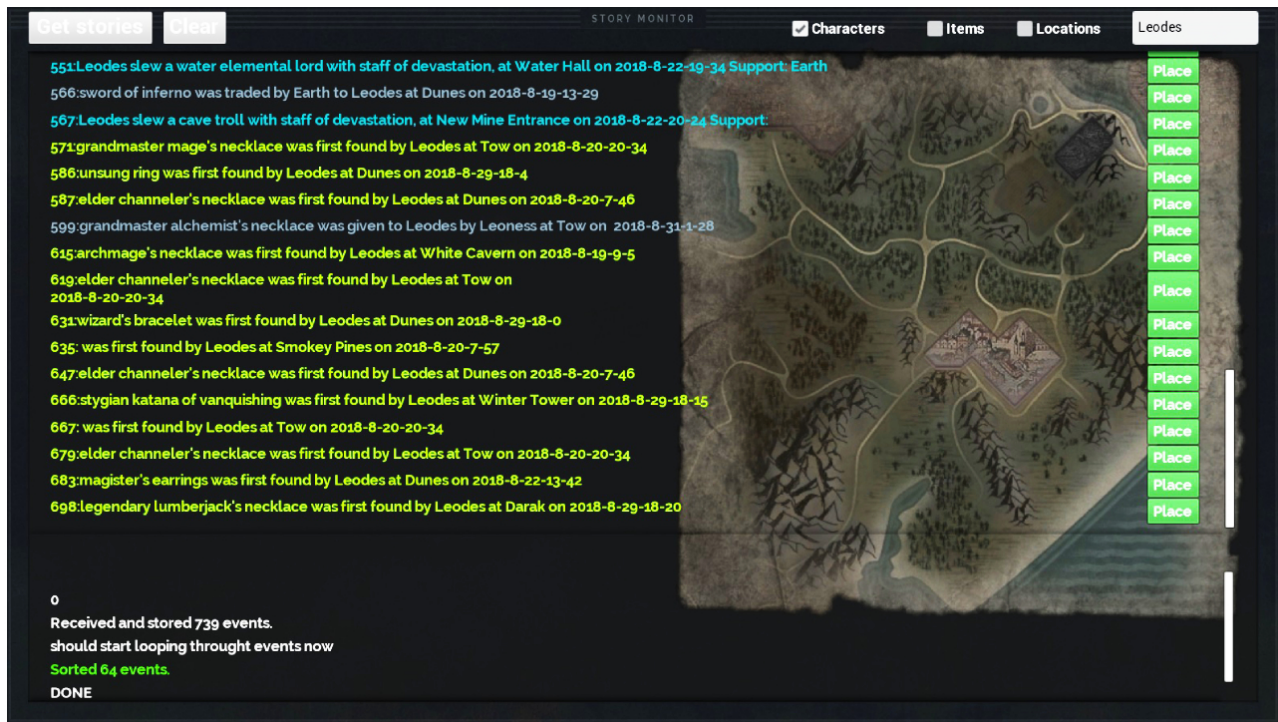 STORY MONITOR
Get stories
Clear
Characters
Items
Locations
Leodes
551:Leodes slew a water elemental lord with staff of devastation, at Water Hall on 2018-8-22-19-34 Support: Earth
Place
566:sword of inferno was traded by Earth to Leodes at Dunes on 2018-8-19-13-29
Place
567:Leodes slew a cave troll with staff of devastation, at New Mine Entrance on 2018-8-22-20-24 Support:
Place
571:grandmaster mage's necklace was first found by Leodes at Tow on 2018-8-20-20-34
Place
586:unsung ring was first found by Leodes at Dunes on 2018-8-29-18-4
Place
587:elder channeler's necklace was first found by Leodes at Dunes on 2018-8-20-7-46
Place
599:grandmaster alchemist's necklace was given to Leodes by Leoness at Tow on 2018-8-31-1-28
Place
615:archmage's necklace was first found by Leodes at White Cavern on 2018-8-19-9-5
Place
619:elder channeler's necklace was first found by Leodes at Tow on
2018-8-20-20-34
Place
631:wizard's bracelet was first found by Leodes at Dunes on 2018-8-29-18-0
Place
635: was first found by Leodes at Smokey Pines on 2018-8-20-7-57
Place
647:elder channeler's necklace was first found by Leodes at Dunes on 2018-8-20-7-46
Place
666:stygian katana of vanquishing was first found by Leodes at Winter Tower on 2018-8-29-18-15
Place
667: was first found by Leodes at Tow on 2018-8-20-20-34
Place
679:elder channeler's necklace was first found by Leodes at Tow on 2018-8-20-20-34
Place
683:magister's earrings was first found by Leodes at Dunes on 2018-8-22-13-42
Place
698:legendary lumberjack's necklace was first found by Leodes at Darak on 2018-8-29-18-20
Place
0
Received and stored 739 events.
should start looping throught events now
Sorted 64 events.
DONE